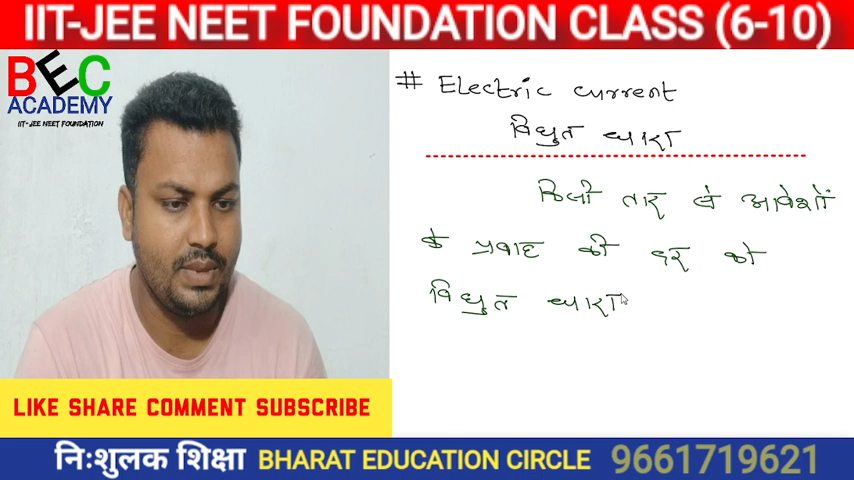 IIT-JEE NEET FOUNDATION CLASS (6-10)
BEC
ACADEMY
IIT-JEE NEET FOUNDATION
# Electric current
विद्युत धारा
किसी तार से आवेशों
के प्रवाह की दर को
विद्युत धारा
LIKE SHARE COMMENT SUBSCRIBE
निःशुलक शिक्षा BHARAT EDUCATION CIRCLE 9661719621